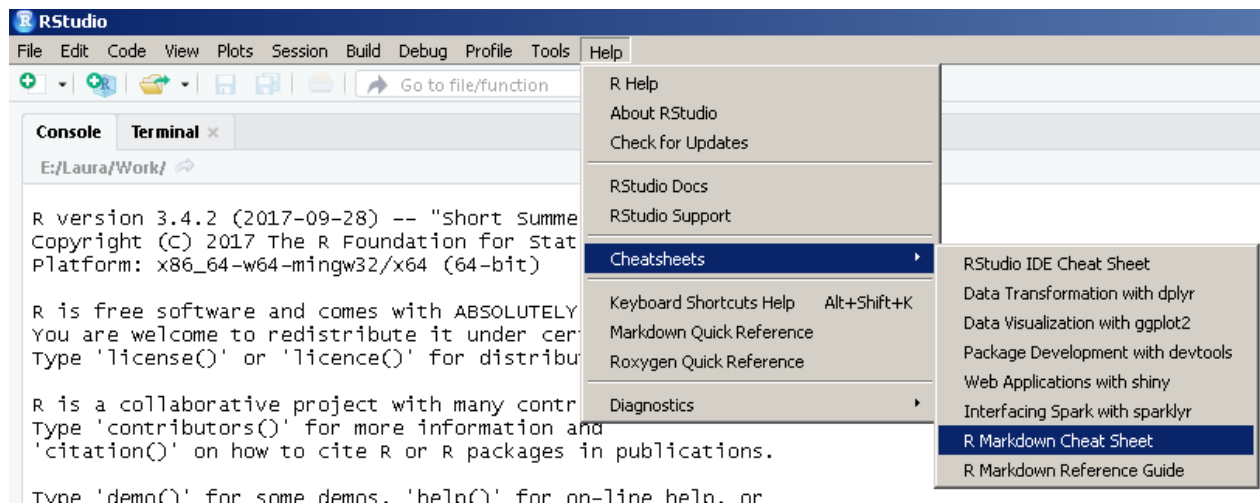 RStudio
File Edit Code View Plots Session Build Debug Profile Tools Help
Go to file/function
Console Terminal
E:/Laura/Work/
R version 3.4.2 (2017-09-28) -- "Short Summe
Copyright (C) 2017 The R Foundation for Stat
Platform: x86_64-w64-mingw32/x64 (64-bit)
R is free software and comes with ABSOLUTELY
You are welcome to redistribute it under cer
Type 'license()' or 'licence()' for distribu
R is a collaborative project with many contr
Type 'contributors()' for more information and
'citation()' on how to cite R or R packages in publications.
Type 'demo()' for some demos, 'help()' for on-line help, or
R Help
About RStudio
Check for Updates
RStudio Docs
RStudio Support
Cheatsheets
Keyboard Shortcuts Help Alt+Shift+K
Markdown Quick Reference
Roxygen Quick Reference
Diagnostics
RStudio IDE Cheat Sheet
Data Transformation with dplyr
Data Visualization with ggplot2
Package Development with devtools
Web Applications with shiny
Interfacing Spark with sparklyr
R Markdown Cheat Sheet
R Markdown Reference Guide